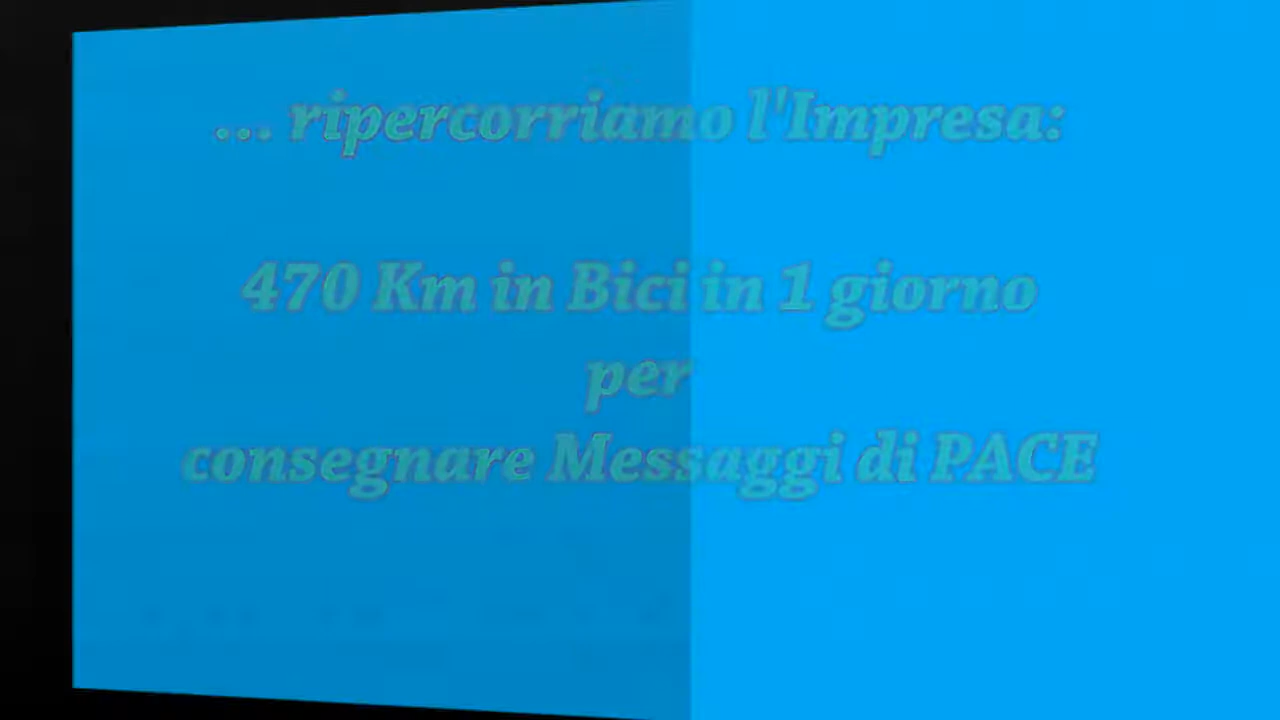 ... ripercorriamo l'Impresa:
470 Km in Bici in 1 giorno
per
consegnare Messaggi di PACE